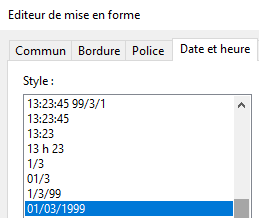 Editeur de mise en forme
Commun Bordure Police Date et heure
Style :
13:23:45 99/3/1
13:23:45
13:23
13 h 23
1/3
01/3
1/3/99
01/03/1999